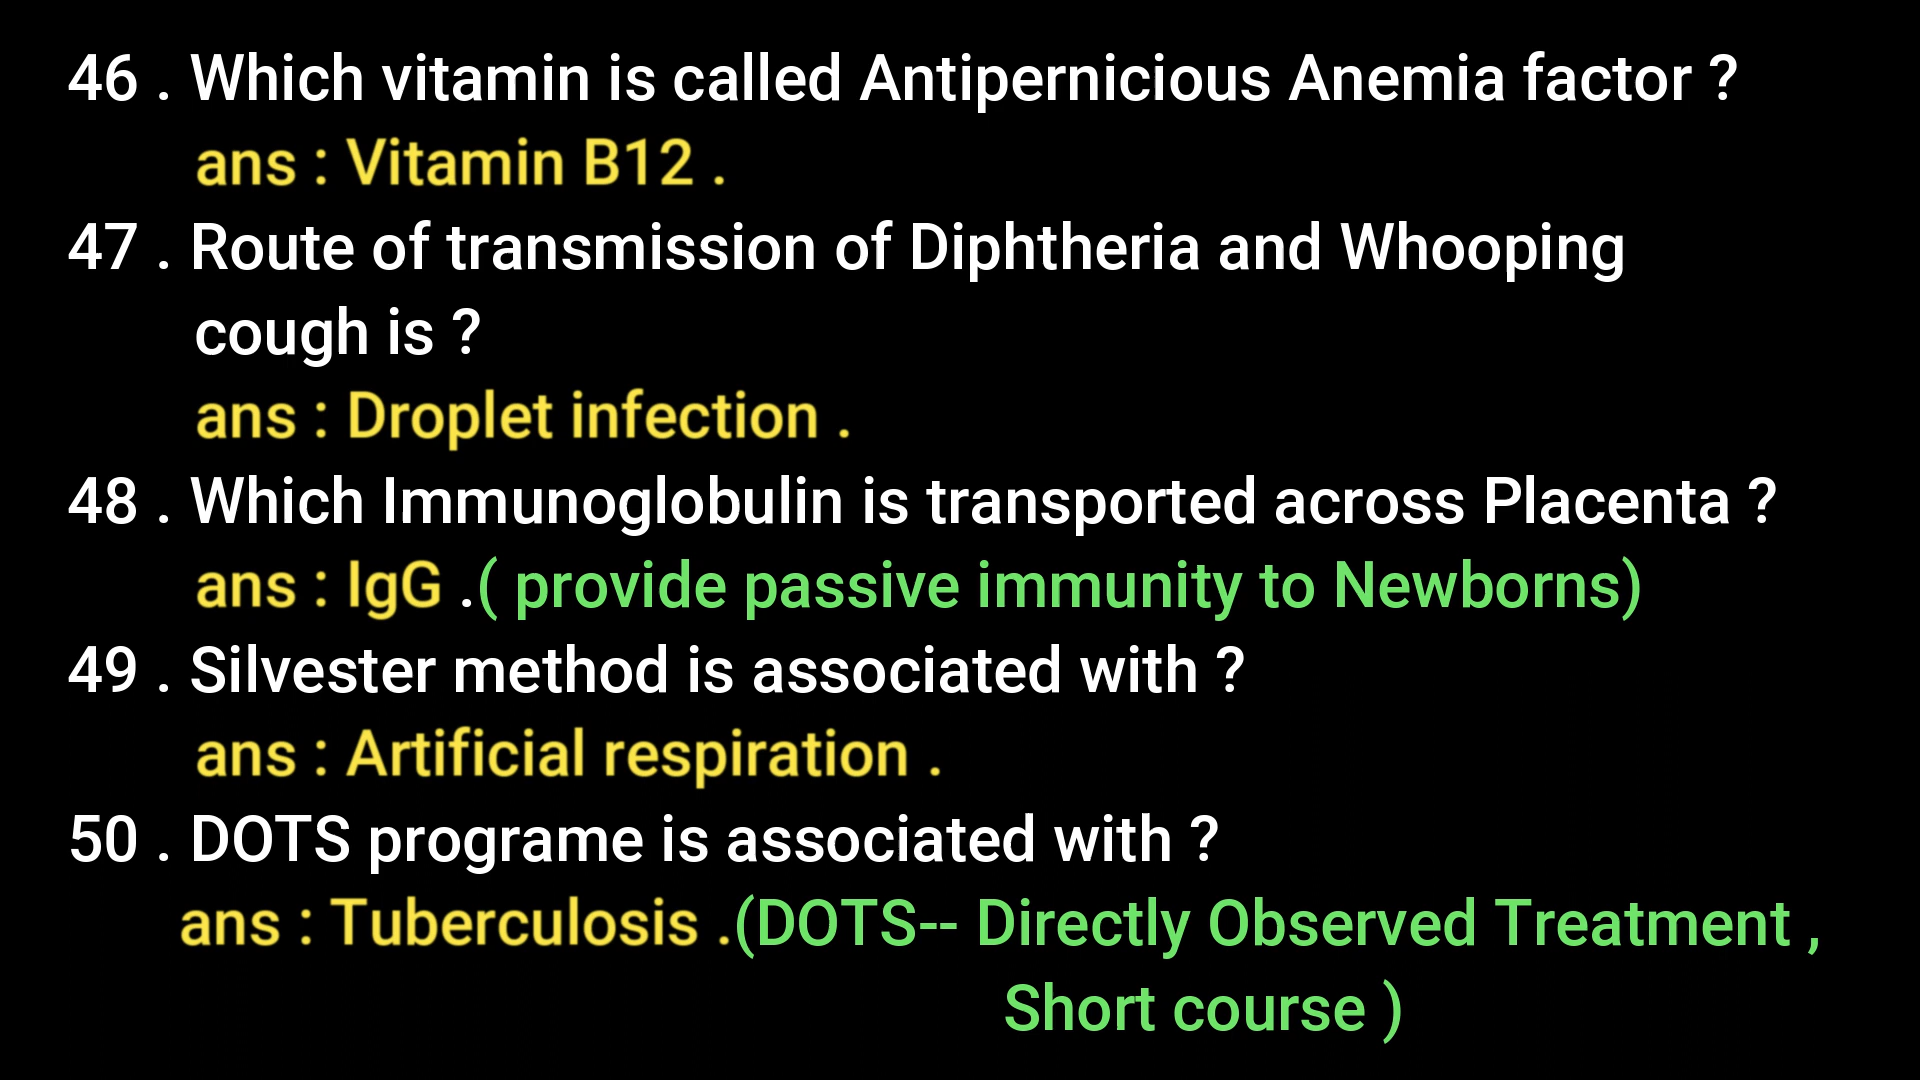 46 . Which vitamin is called Antipernicious Anemia factor ?
ans : Vitamin B12 .
47 . Route of transmission of Diphtheria and Whooping
cough is ?
ans : Droplet infection .
48 . Which Immunoglobulin is transported across Placenta ?
ans : IgG .( provide passive immunity to Newborns)
49 . Silvester method is associated with ?
ans : Artificial respiration .
50 . DOTS programe is associated with ?
ans : Tuberculosis .(DOTS-- Directly Observed Treatment ,
Short course )